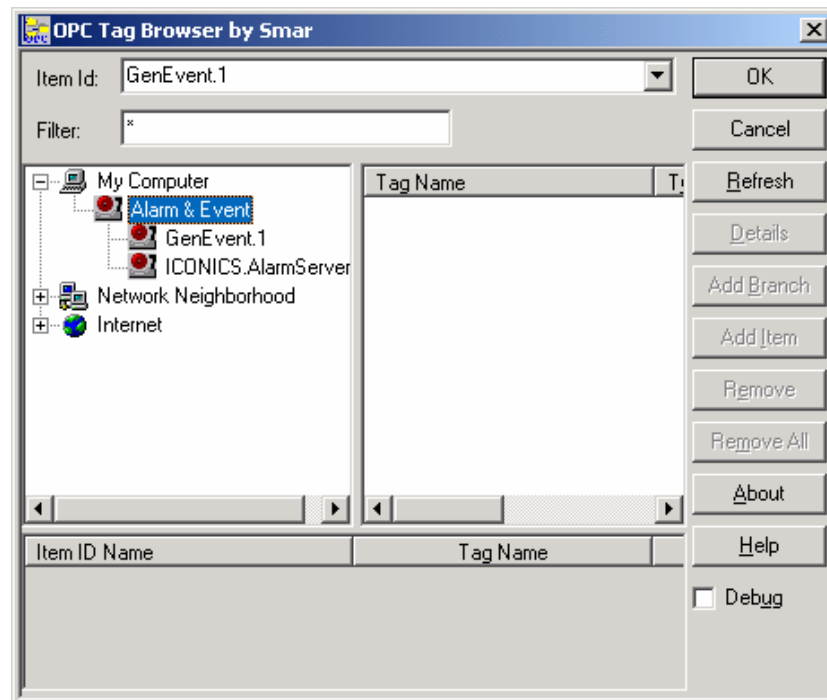 OPC Tag Browser by Smar
Item Id: GenEvent.1 OK
Filter: * Cancel
My Computer Tag Name Refresh
Alarm & Event
GenEvent.1 Details
ICONICS.AlarmServer Add Branch
Network Neighborhood
Internet Add Item
Remove
Remove All
About
Item ID Name Tag Name Help
Debug